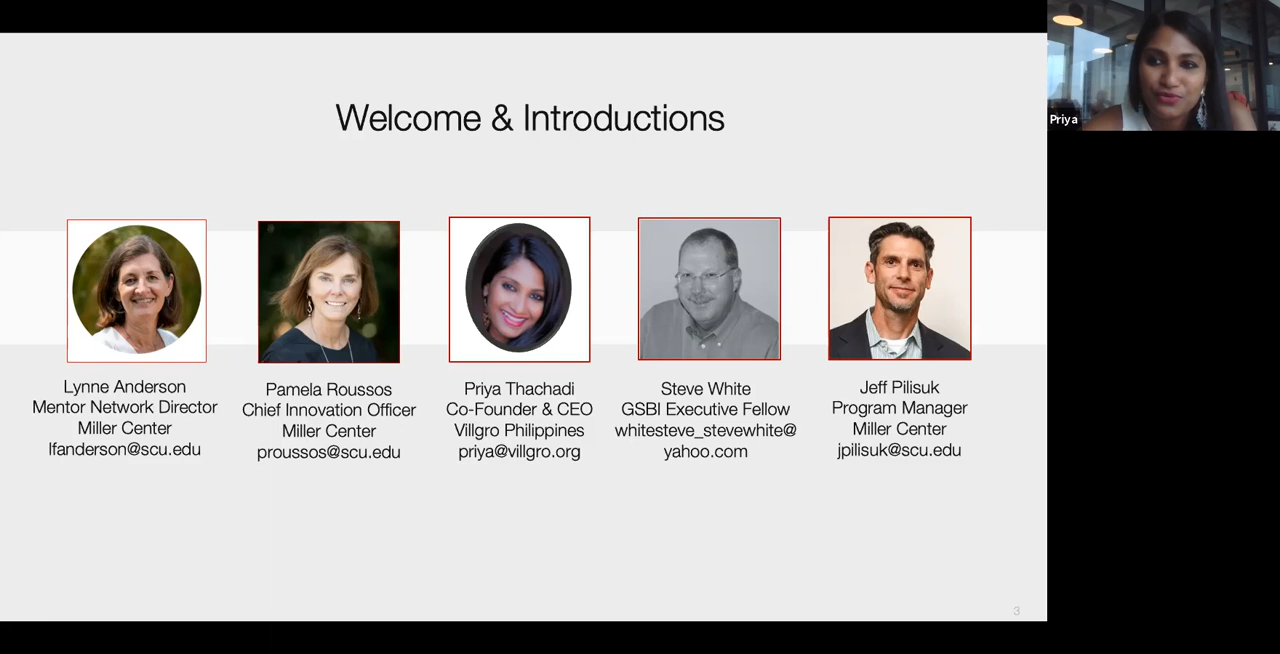 Welcome & Introductions
Priya
Lynne Anderson
Mentor Network Director
Miller Center
lfanderson@scu.edu
Pamela Roussos
Chief Innovation Officer
Miller Center
proussos@scu.edu
Priya Thachadi
Co-Founder & CEO
Villgro Philippines
priya@villgro.org
Steve White
GSBI Executive Fellow
whitesteve_stevewhite@
yahoo.com
Jeff Pilisuk
Program Manager
Miller Center
jpilisuk@scu.edu
3